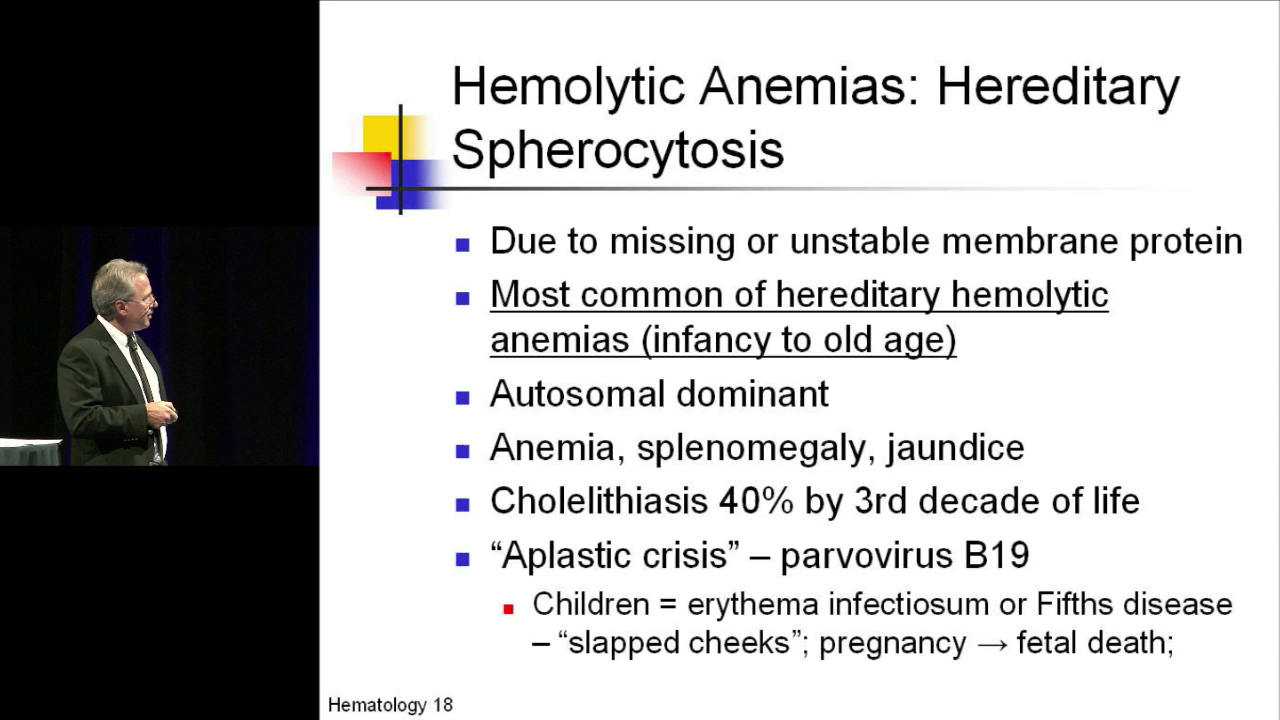 Hemolytic Anemias: Hereditary
Spherocytosis
Due to missing or unstable membrane protein
Most common of hereditary hemolytic
anemias (infancy to old age)
Autosomal dominant
Anemia, splenomegaly, jaundice
Cholelithiasis 40% by 3rd decade of life
“Aplastic crisis” – parvovirus B19
Children = erythema infectiosum or Fifths disease
– “slapped cheeks”; pregnancy → fetal death;
Hematology 18